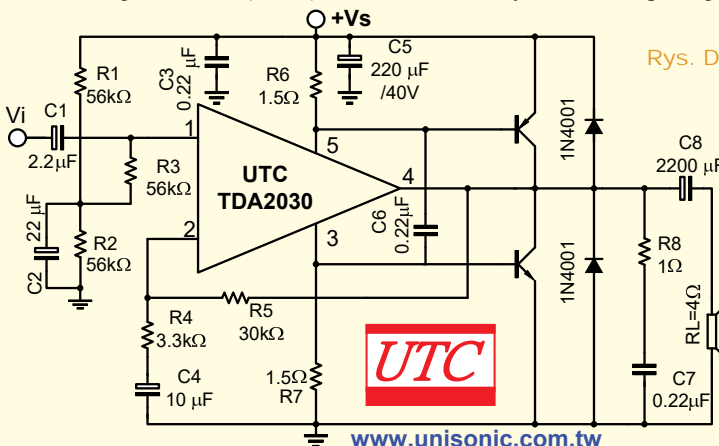 +Vs
Rys. D
R1
56kΩ
C3
0.22 µF
R6
1.5Ω
C5
220 µF
/40V
Vi
C1
2.2µF
1
5
1N4001
C8
2200 µF
R3
56kΩ
UTC
TDA2030
4
22 µF
C2
R2
56kΩ
2
3
C6
0.22µF
R8
1Ω
R5
30kΩ
R4
3.3kΩ
1N4001
RL=4Ω
UTC
C4
10 µF
1.5Ω
R7
C7
0.22µF
www.unisonic.com.tw